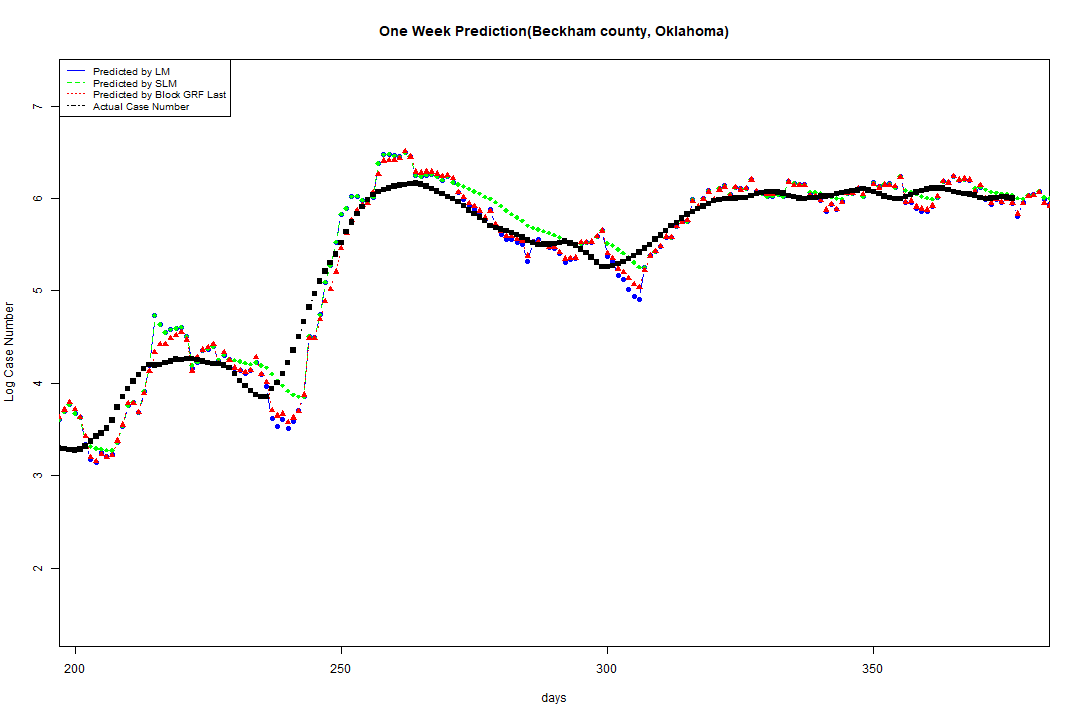 One Week Prediction(Beckham county, Oklahoma)
Predicted by LM
Predicted by SLM
Predicted by Block GRF Last
Actual Case Number
7
6
5
4
3
2
Log Case Number
200 250 300 350
days